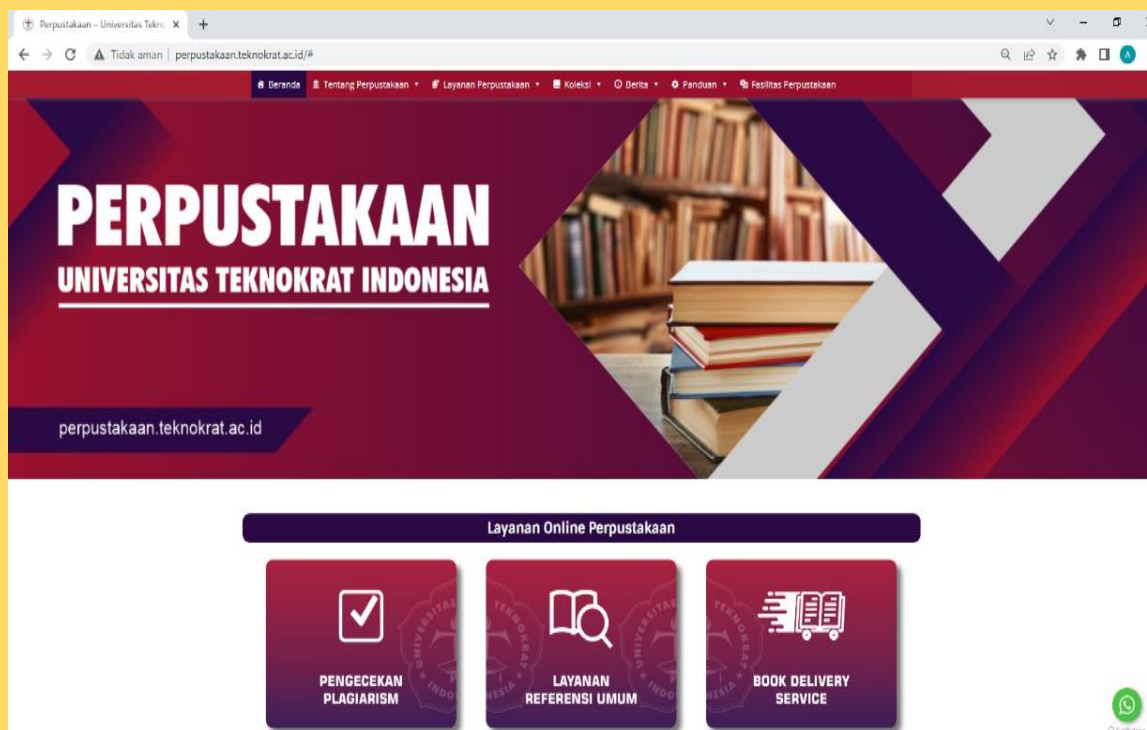 Perpustakaan – Universitas Tekn
Tidak aman | perpustakaan.teknokrat.ac.id/#
A
Beranda Tentang Perpustakaan Layanan Perpustakaan Koleksi Berita Panduan Fasilitas Perpustakaan
PERPUSTAKAAN
UNIVERSITAS TEKNOKRAT INDONESIA
perpustakaan.teknokrat.ac.id
Layanan Online Perpustakaan
PENGECEKAN
PLAGIARISM
LAYANAN
REFERENSI UMUM
BOOK DELIVERY
SERVICE